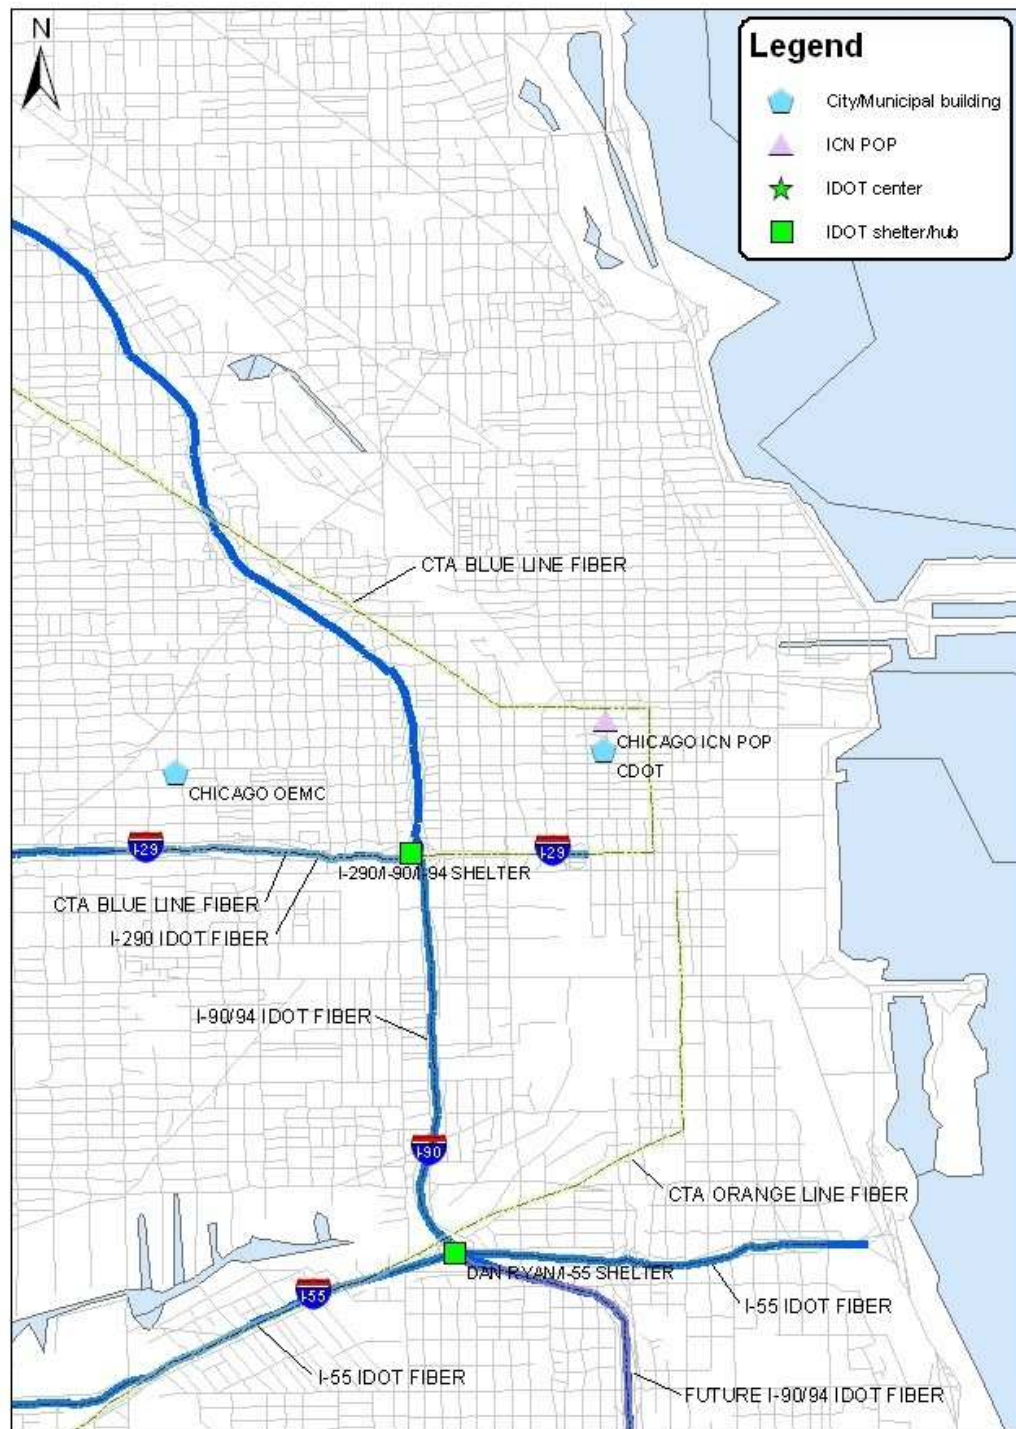 N
Legend
City/Municipal building
ICN POP
IDOT center
IDOT shelter/hub
CTA BLUE LINE FIBER
CHICAGO ICN POP
CDOT
CHICAGO OEMC
I-29
I-29
I-290/I-90/I-94 SHELTER
CTA BLUE LINE FIBER
I-290 IDOT FIBER
I-90/94 IDOT FIBER
I-90
CTA ORANGE LINE FIBER
DAN RYAN/I-55 SHELTER
I-55
I-55 IDOT FIBER
I-55 IDOT FIBER
FUTURE I-90/94 IDOT FIBER